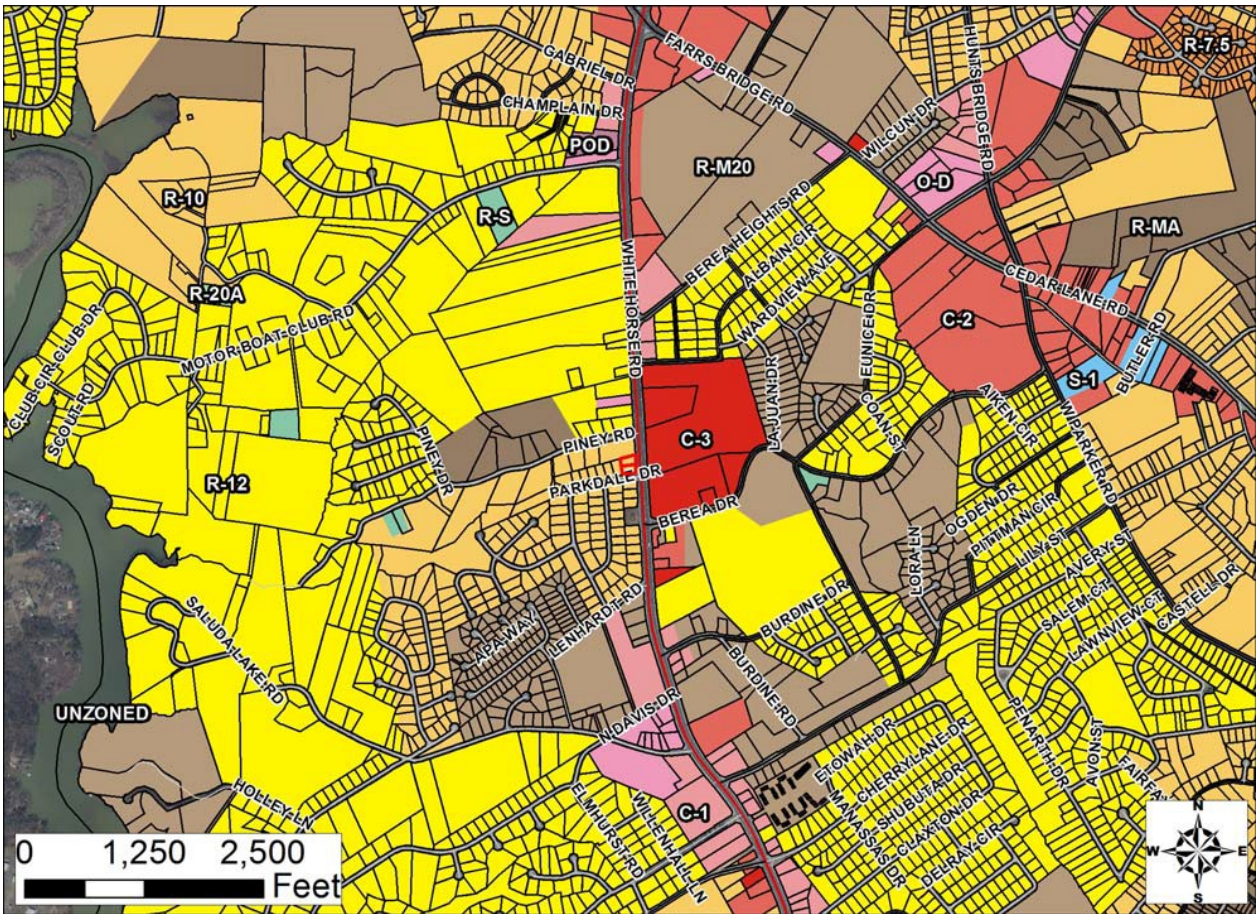 GABRIEL DR
FARRS BRIDGE RD
HUNTS BRIDGE RD
R-7.5
CHAMPLAIN DR
WILCUN DR
POD
R-M20
O-D
R-10
R-S
BEREA HEIGHTS RD
R-MA
WHITE HORSE RD
ALBAIN CIR
WARDVIEW AVE
CEDAR LANE RD
R-20A
CLUB CIR
CLUB DR
MOTOR BOAT CLUB RD
EUNICE DR
C-2
BUTLER RD
SCOUT RD
S-1
LA JUAN DR
COAN ST
AIKEN CIR
W PARKER RD
PINEY DR
PINEY RD
C-3
R-12
PARKDALE DR
BEREA DR
OGDEN DR
PITTMAN CIR
LILY ST
AVERY ST
LORA LN
SALEM CT
CASTELL DR
LAWNVIEW CT
SALUDA LAKE RD
APAWAY
LENHARDT RD
BURDINE DR
BURDINE RD
UNZONED
N DAVIS DR
PENARTH DR
AVON ST
ETOWAH DR
CHERRYLANE DR
SHUBUTA DR
CLAXTON DR
DELRAY CIR
MANASSAS DR
HOLLEY LN
ELMHURST RD
WILLENHALL LN
C-1
0 1,250 2,500
Feet
N
W E
S